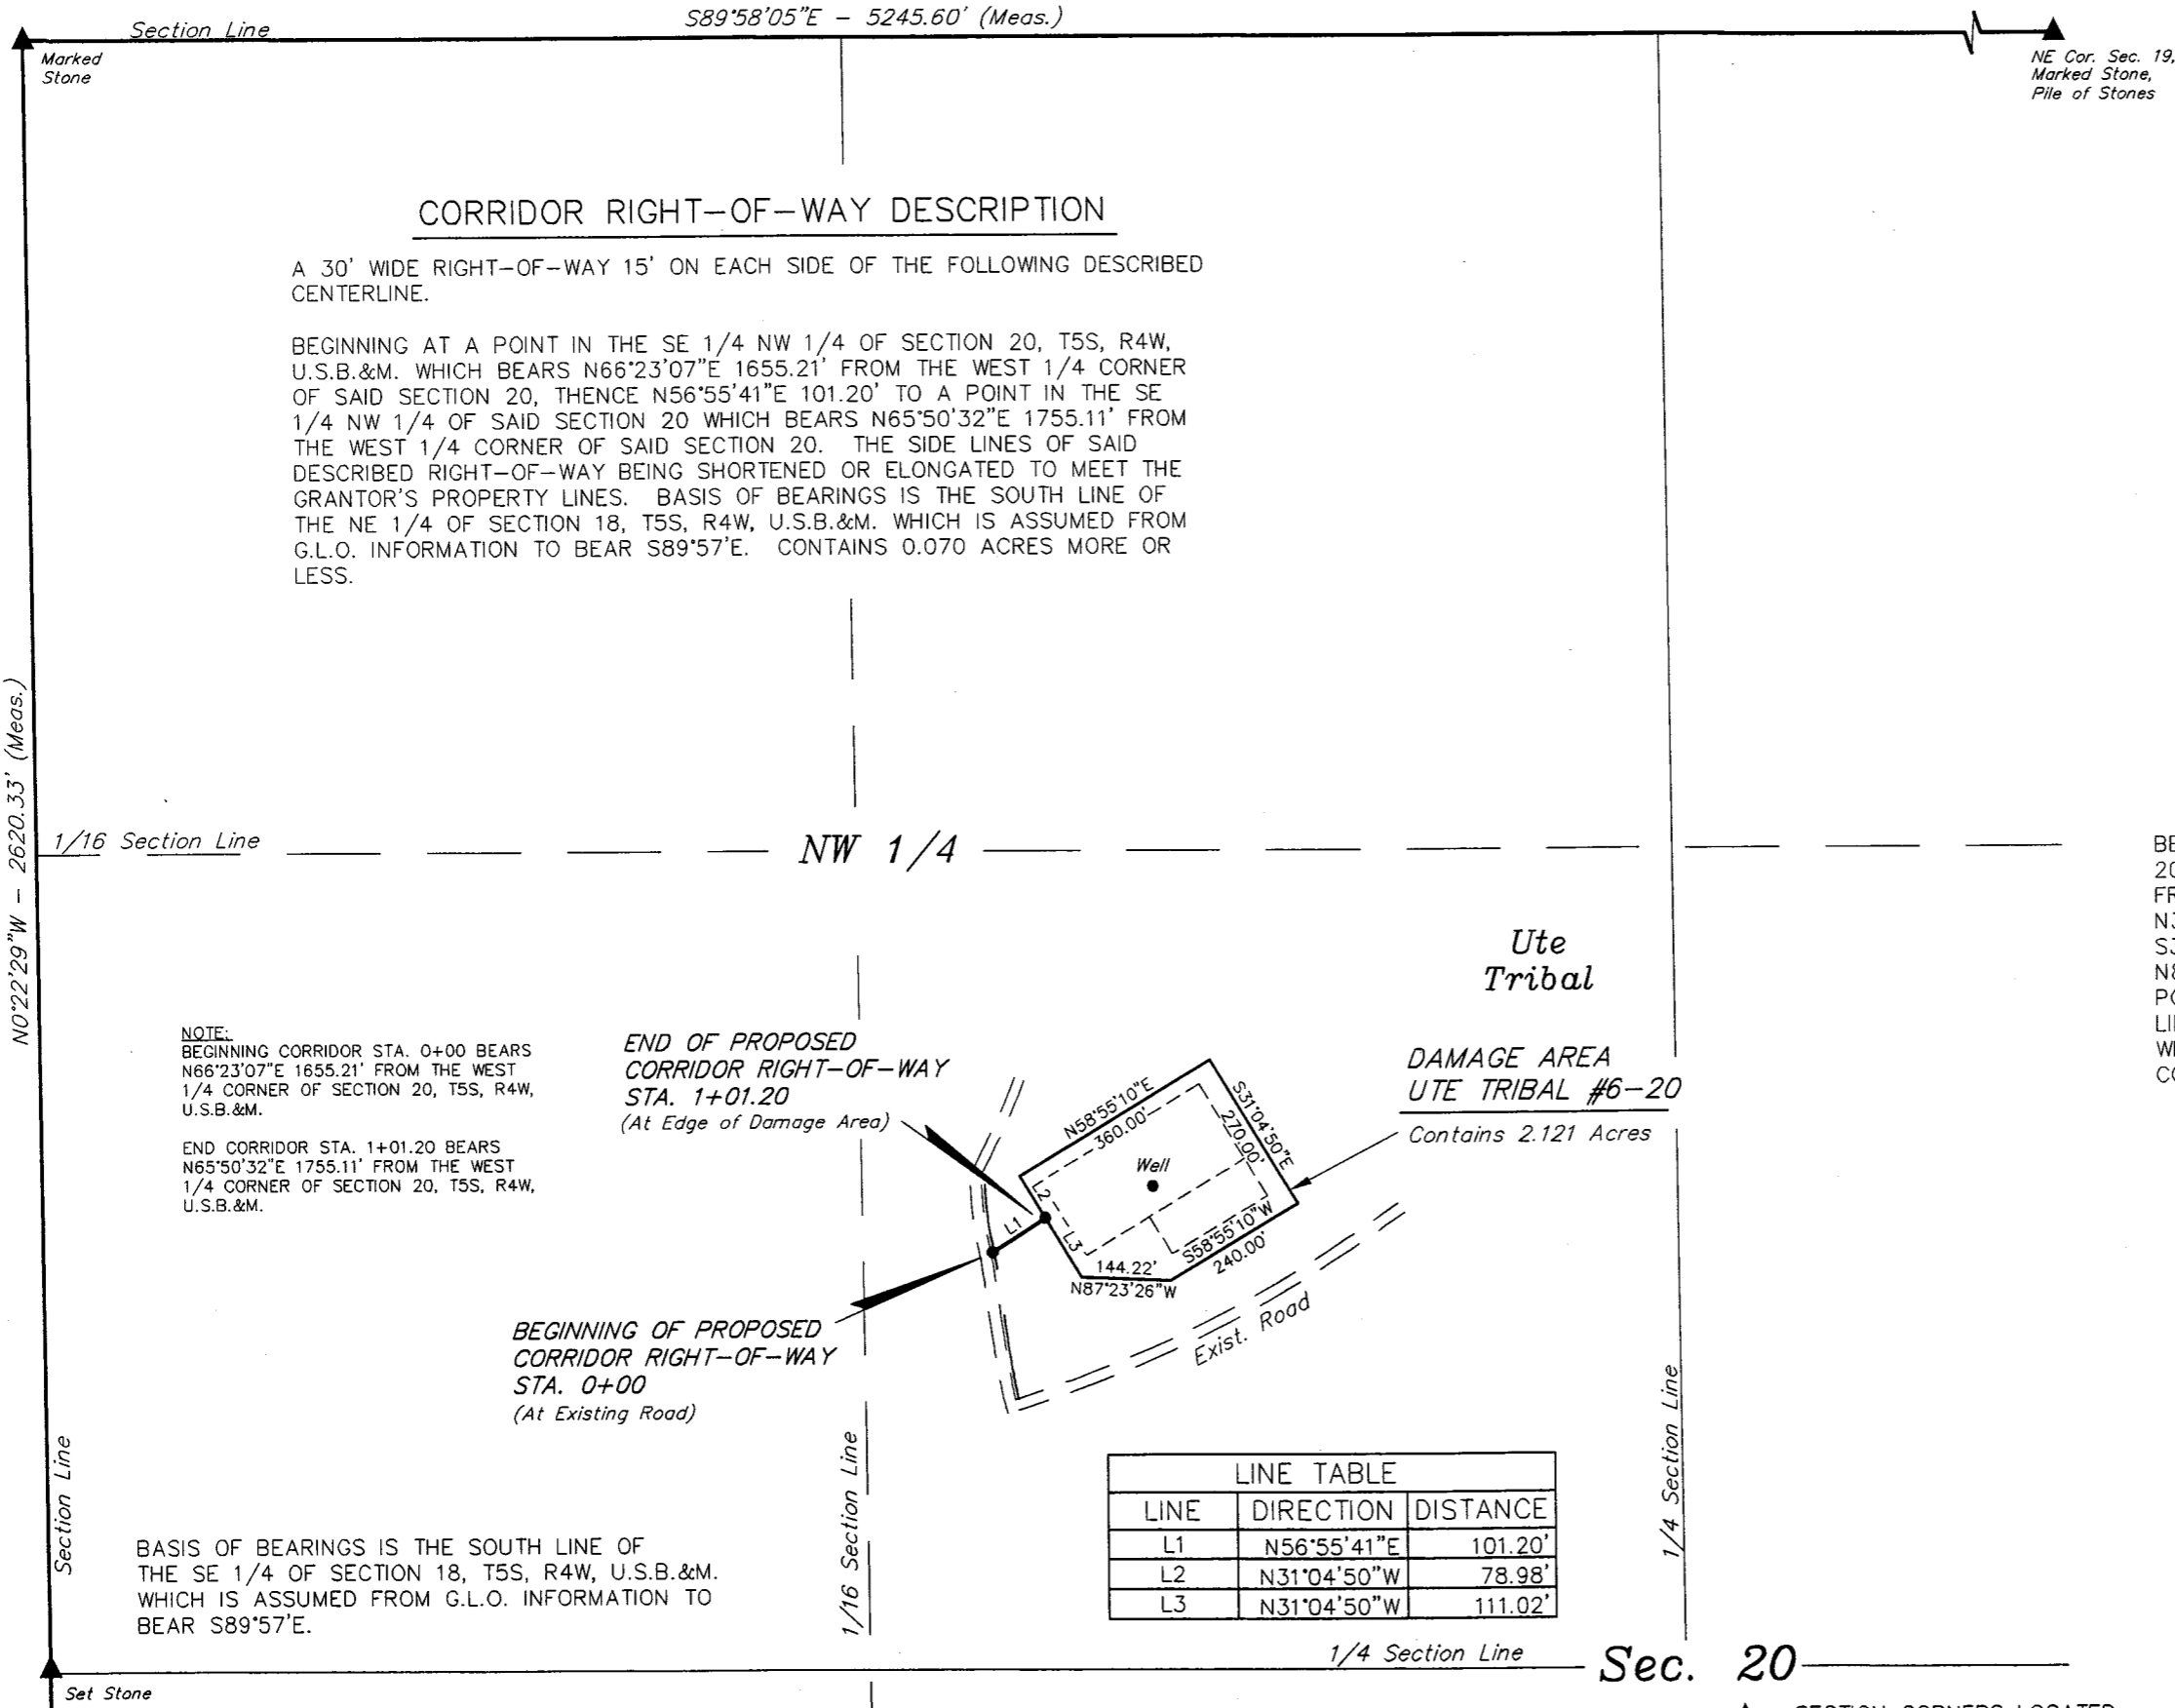 S89°58'05"E - 5245.60' (Meas.)
Section Line
Marked
Stone
NE Cor. Sec. 19,
Marked Stone,
Pile of Stones
CORRIDOR RIGHT-OF-WAY DESCRIPTION
A 30' WIDE RIGHT-OF-WAY 15' ON EACH SIDE OF THE FOLLOWING DESCRIBED
CENTERLINE.
BEGINNING AT A POINT IN THE SE 1/4 NW 1/4 OF SECTION 20, T5S, R4W,
U.S.B.&M. WHICH BEARS N66°23'07"E 1655.21' FROM THE WEST 1/4 CORNER
OF SAID SECTION 20, THENCE N56°55'41"E 101.20' TO A POINT IN THE SE
1/4 NW 1/4 OF SAID SECTION 20 WHICH BEARS N65°50'32"E 1755.11' FROM
THE WEST 1/4 CORNER OF SAID SECTION 20. THE SIDE LINES OF SAID
DESCRIBED RIGHT-OF-WAY BEING SHORTENED OR ELONGATED TO MEET THE
GRANTOR'S PROPERTY LINES. BASIS OF BEARINGS IS THE SOUTH LINE OF
THE NE 1/4 OF SECTION 18, T5S, R4W, U.S.B.&M. WHICH IS ASSUMED FROM
G.L.O. INFORMATION TO BEAR S89°57'E. CONTAINS 0.070 ACRES MORE OR
LESS.
N0°22'29"W - 2620.33' (Meas.)
1/16 Section Line
NW 1/4
BE
20
FR
N3
S3
N8
PO
LI
W
CO
Ute
Tribal
NOTE:
BEGINNING CORRIDOR STA. 0+00 BEARS
N66°23'07"E 1655.21' FROM THE WEST
1/4 CORNER OF SECTION 20, T5S, R4W,
U.S.B.&M.
END CORRIDOR STA. 1+01.20 BEARS
N65°50'32"E 1755.11' FROM THE WEST
1/4 CORNER OF SECTION 20, T5S, R4W,
U.S.B.&M.
END OF PROPOSED
CORRIDOR RIGHT-OF-WAY
STA. 1+01.20
(At Edge of Damage Area)
DAMAGE AREA
UTE TRIBAL #6-20
Contains 2.121 Acres
N58°55'10"E
360.00'
S31°04'50"E
270.00'
Well
L2
L1
L3
S58°55'10"W
240.00'
144.22'
N87°23'26"W
Exist. Road
BEGINNING OF PROPOSED
CORRIDOR RIGHT-OF-WAY
STA. 0+00
(At Existing Road)
Section Line
1/16 Section Line
1/4 Section Line
LINE TABLE
LINE DIRECTION DISTANCE
L1 N56°55'41"E 101.20'
L2 N31°04'50"W 78.98'
L3 N31°04'50"W 111.02'
BASIS OF BEARINGS IS THE SOUTH LINE OF
THE SE 1/4 OF SECTION 18, T5S, R4W, U.S.B.&M.
WHICH IS ASSUMED FROM G.L.O. INFORMATION TO
BEAR S89°57'E.
1/4 Section Line
Sec. 20
Set Stone
SECTION CORNERS LOCATED